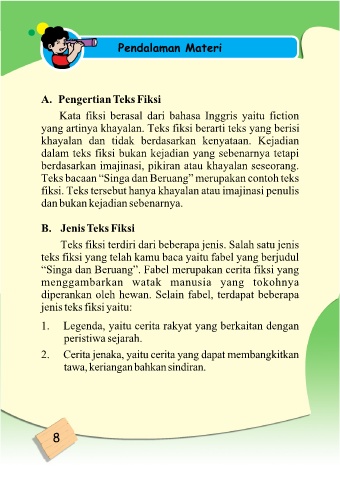 Pendalaman Materi
A. Pengertian Teks Fiksi
Kata fiksi berasal dari bahasa Inggris yaitu fiction
yang artinya khayalan. Teks fiksi berarti teks yang berisi
khayalan dan tidak berdasarkan kenyataan. Kejadian
dalam teks fiksi bukan kejadian yang sebenarnya tetapi
berdasarkan imajinasi, pikiran atau khayalan seseorang.
Teks bacaan “Singa dan Beruang” merupakan contoh teks
fiksi. Teks tersebut hanya khayalan atau imajinasi penulis
dan bukan kejadian sebenarnya.
B. Jenis Teks Fiksi
Teks fiksi terdiri dari beberapa jenis. Salah satu jenis
teks fiksi yang telah kamu baca yaitu fabel yang berjudul
“Singa dan Beruang”. Fabel merupakan cerita fiksi yang
menggambarkan watak manusia yang tokohnya
diperankan oleh hewan. Selain fabel, terdapat beberapa
jenis teks fiksi yaitu:
1. Legenda, yaitu cerita rakyat yang berkaitan dengan
peristiwa sejarah.
2. Cerita jenaka, yaitu cerita yang dapat membangkitkan
tawa, keriangan bahkan sindiran.
8